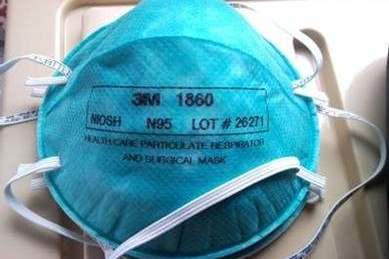 3M 1860
NIOSH N95 LOT # 26271
HEALTH CARE PARTICULATE RESPIRATOR
AND SURGICAL MASK